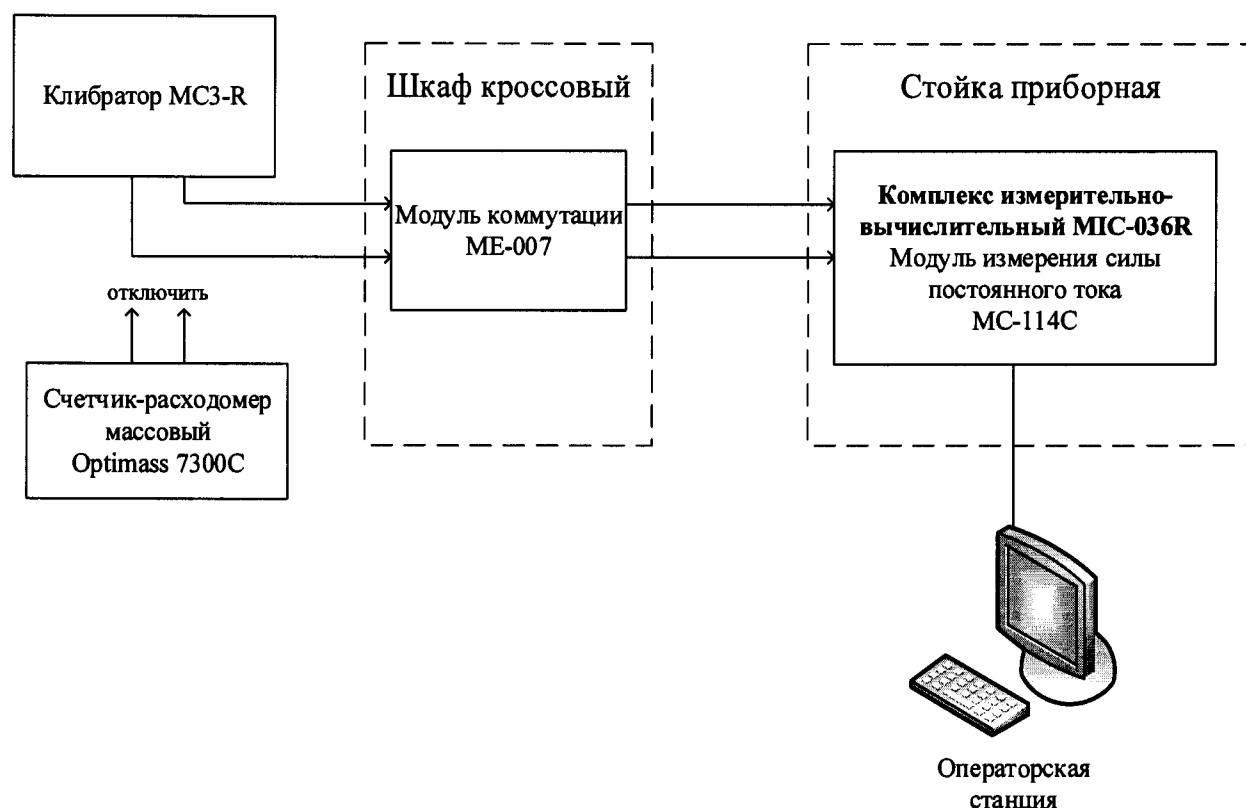 Клибратор МС3-R
Шкаф кроссовый
Стойка приборная
Модуль коммутации
МЕ-007
Комплекс измерительно-
вычислительный MIC-036R
Модуль измерения силы
постоянного тока
МС-114С
отключить
Счетчик-расходомер
массовый
Optimass 7300С
Операторская
станция